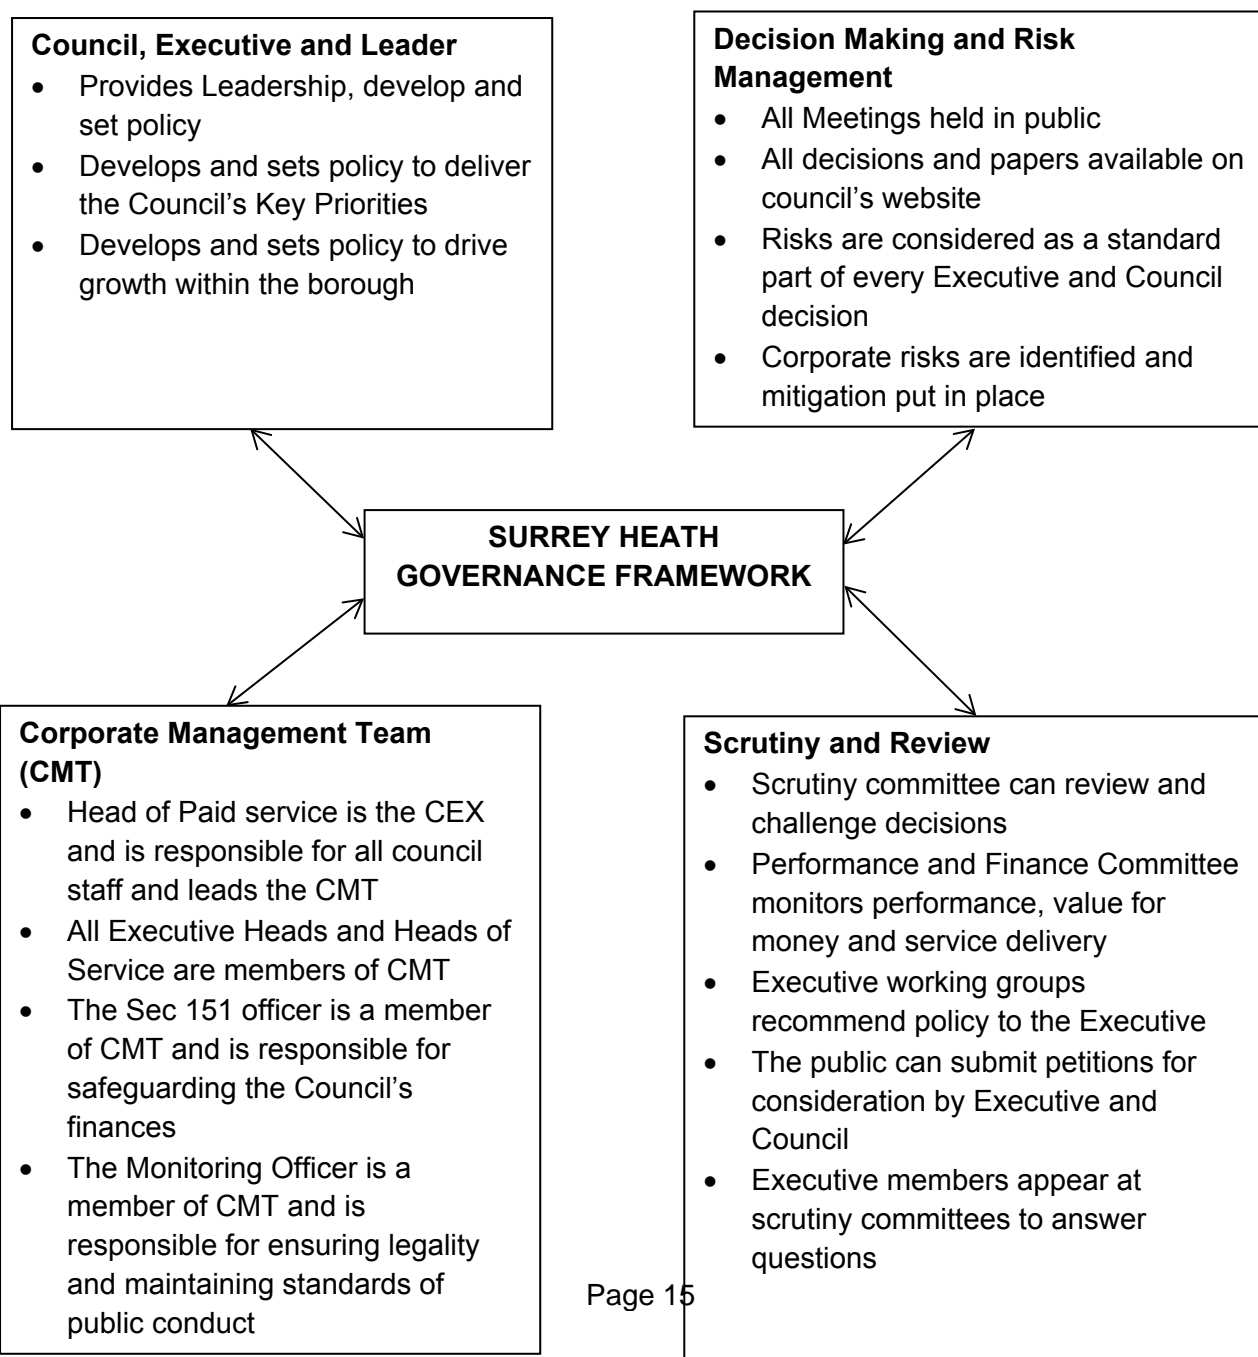 Council, Executive and Leader
• Provides Leadership, develop and
set policy
• Develops and sets policy to deliver
the Council’s Key Priorities
• Develops and sets policy to drive
growth within the borough
Decision Making and Risk
Management
• All Meetings held in public
• All decisions and papers available on
council’s website
• Risks are considered as a standard
part of every Executive and Council
decision
• Corporate risks are identified and
mitigation put in place
SURREY HEATH
GOVERNANCE FRAMEWORK
Corporate Management Team
(CMT)
• Head of Paid service is the CEX
and is responsible for all council
staff and leads the CMT
• All Executive Heads and Heads of
Service are members of CMT
• The Sec 151 officer is a member
of CMT and is responsible for
safeguarding the Council’s
finances
• The Monitoring Officer is a
member of CMT and is
responsible for ensuring legality
and maintaining standards of
public conduct
Scrutiny and Review
• Scrutiny committee can review and
challenge decisions
• Performance and Finance Committee
monitors performance, value for
money and service delivery
• Executive working groups
recommend policy to the Executive
• The public can submit petitions for
consideration by Executive and
Council
• Executive members appear at
scrutiny committees to answer
questions
Page 15